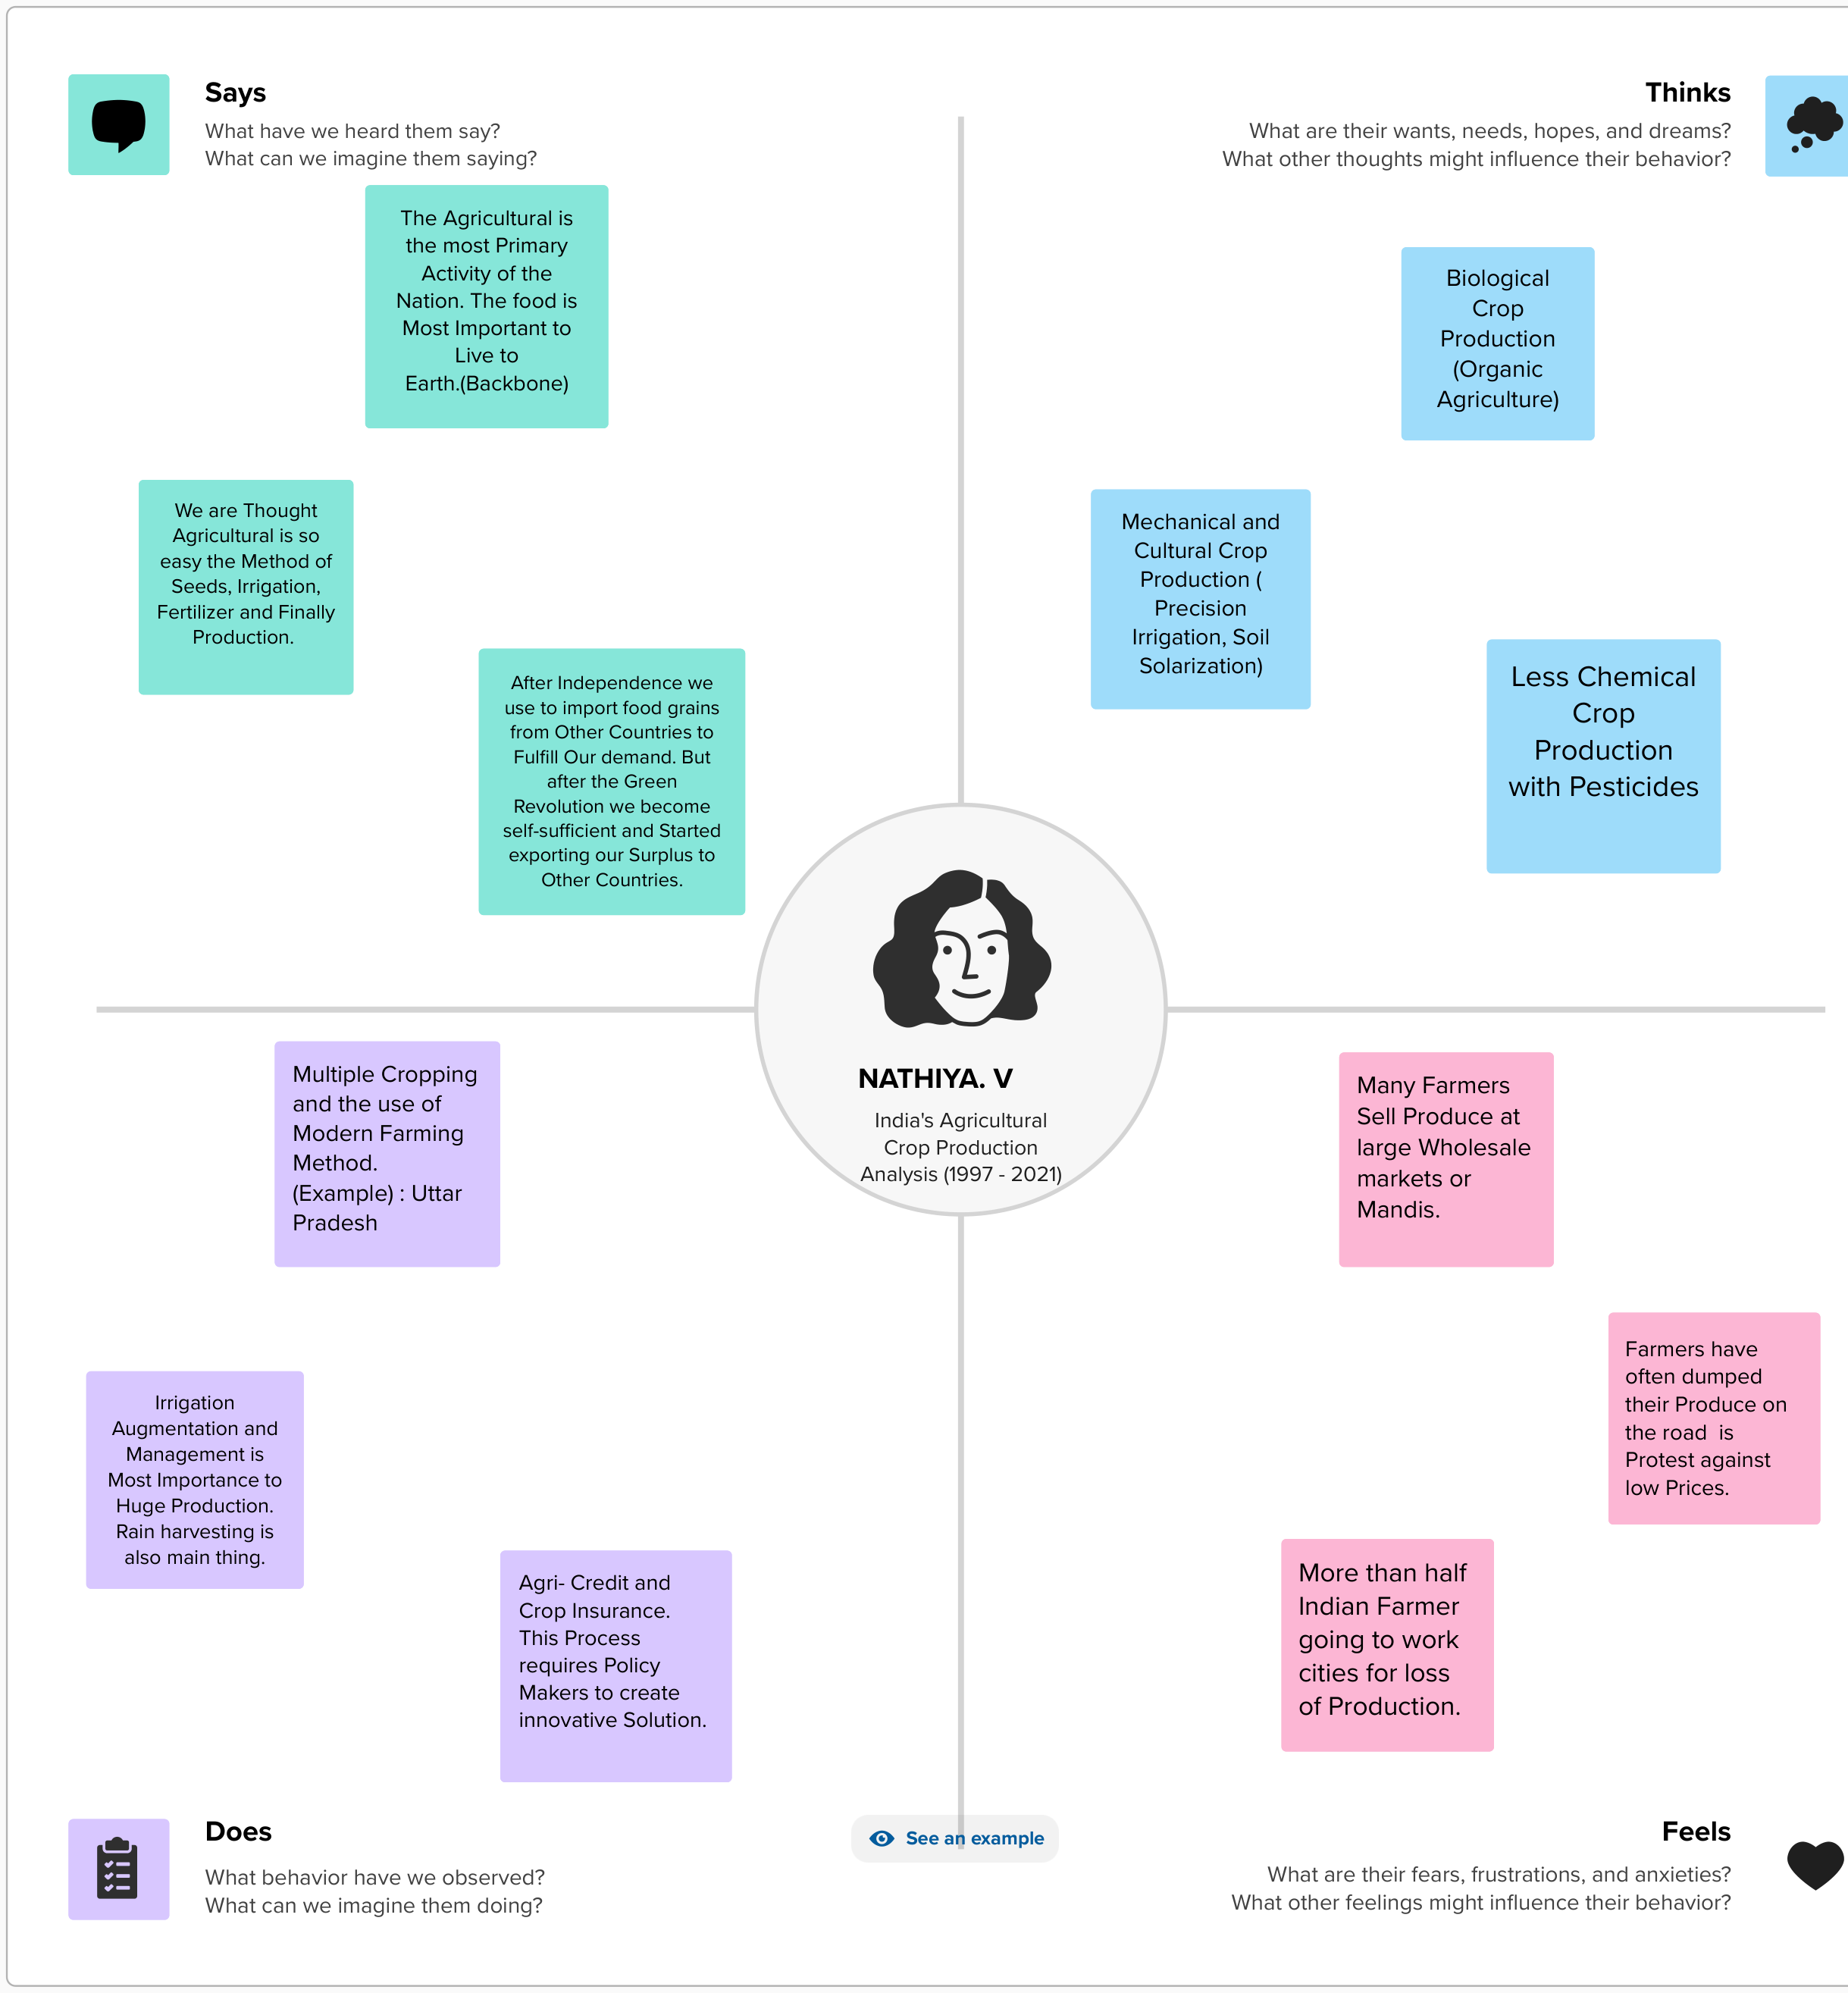 Says
What have we heard them say?
What can we imagine them saying?
The Agricultural is
the most Primary
Activity of the
Nation. The food is
Most Important to
Live to
Earth.(Backbone)
We are Thought
Agricultural is so
easy the Method of
Seeds, Irrigation,
Fertilizer and Finally
Production.
After Independence we
use to import food grains
from Other Countries to
Fulfill Our demand. But
after the Green
Revolution we become
self-sufficient and Started
exporting our Surplus to
Other Countries.
Thinks
What are their wants, needs, hopes, and dreams?
What other thoughts might influence their behavior?
Biological
Crop
Production
(Organic
Agriculture)
Mechanical and
Cultural Crop
Production (
Precision
Irrigation, Soil
Solarization)
Less Chemical
Crop
Production
with Pesticides
NATHIYA. V
India's Agricultural
Crop Production
Analysis (1997 - 2021)
Multiple Cropping
and the use of
Modern Farming
Method.
(Example) : Uttar
Pradesh
Irrigation
Augmentation and
Management is
Most Importance to
Huge Production.
Rain harvesting is
also main thing.
Agri- Credit and
Crop Insurance.
This Process
requires Policy
Makers to create
innovative Solution.
Does
What behavior have we observed?
What can we imagine them doing?
See an example
Many Farmers
Sell Produce at
large Wholesale
markets or
Mandis.
Farmers have
often dumped
their Produce on
the road  is
Protest against
low Prices.
More than half
Indian Farmer
going to work
cities for loss
of Production.
Feels
What are their fears, frustrations, and anxieties?
What other feelings might influence their behavior?